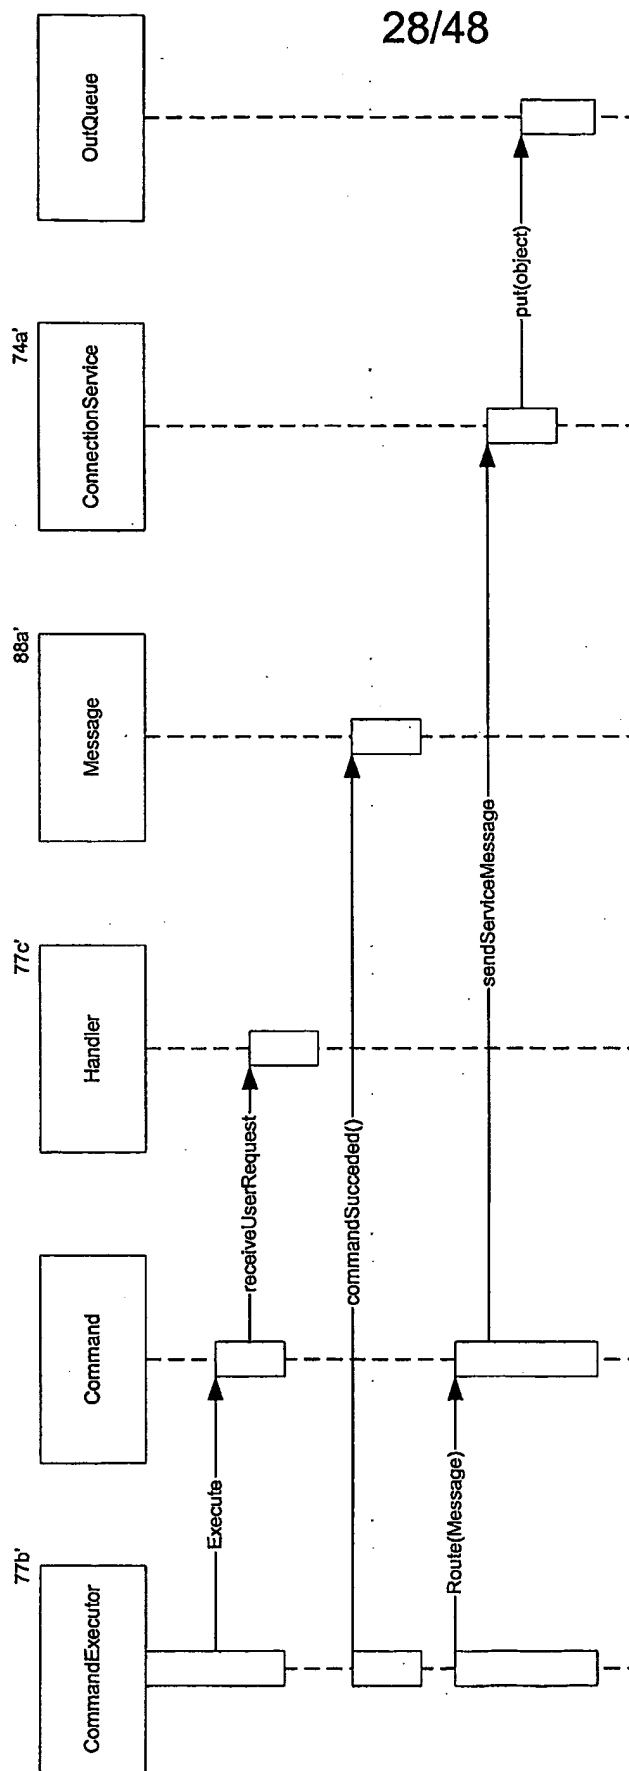 28/48
77b'
CommandExecutor
Command
77c'
Handler
88a'
Message
74a'
ConnectionService
OutQueue
Execute
receiveUserRequest
commandSucceded()
Route(Message)
sendServiceMessage
put(object)